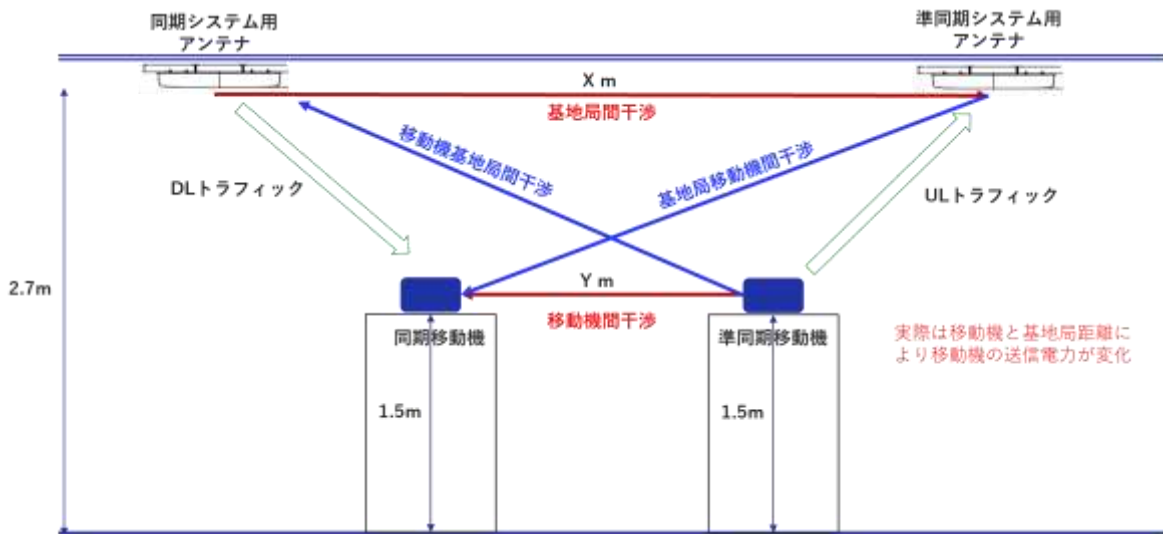 同期システム用
アンテナ
準同期システム用
アンテナ
X m
基地局間干渉
移動機基地局間干渉
基地局移動機間干渉
DLトラフィック
ULトラフィック
2.7m
Y m
移動機間干渉
同期移動機
準同期移動機
実際は移動機と基地局距離に
より移動機の送信電力が変化
1.5m
1.5m